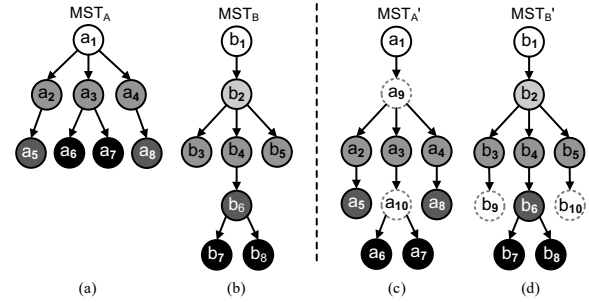 MST_A MST_B MST_A' MST_B'
a₁ b₁ a₁ b₁
b₂ a₉ b₂
a₂ a₃ a₄
b₃ b₄ b₅ a₂ a₃ a₄ b₃ b₄ b₅
a₅ a₆ a₇ a₈
b₆ a₅ a₁₀ a₈ b₉ b₆ b₁₀
b₇ b₈ a₆ a₇ b₇ b₈
(a) (b) (c) (d)